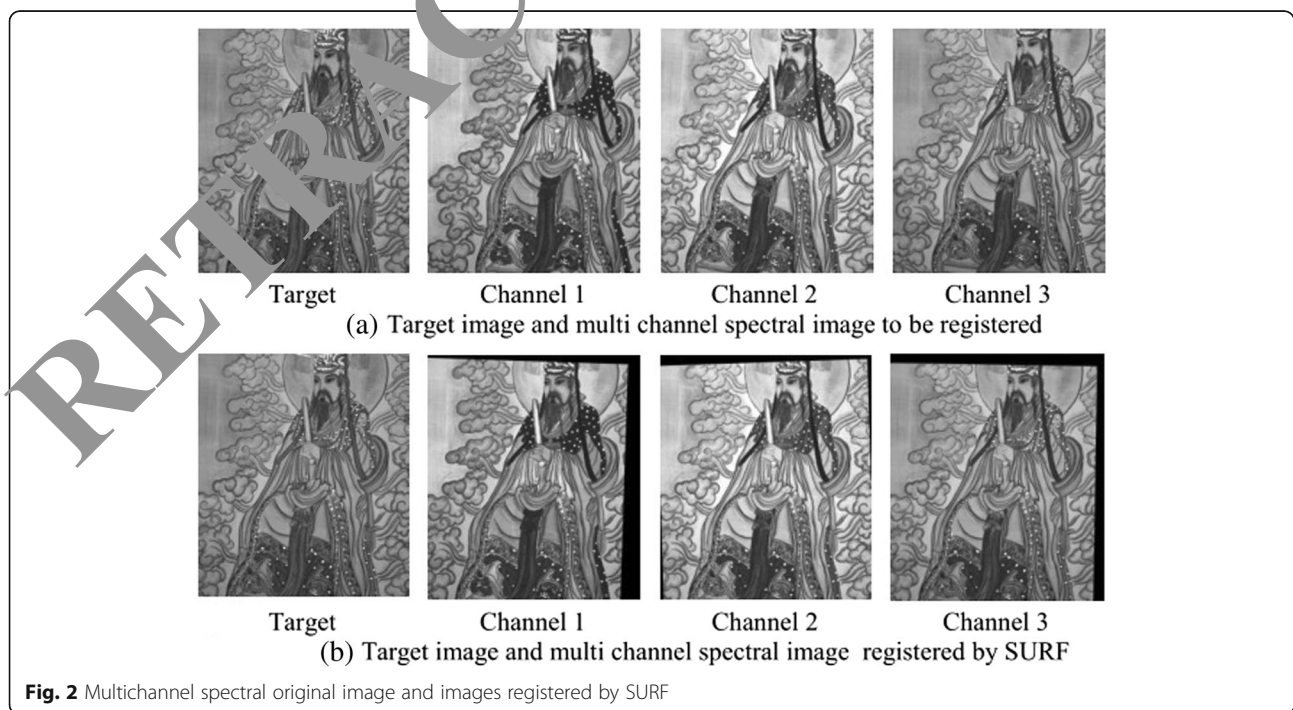 RETRAC
Target Channel 1 Channel 2 Channel 3
(a) Target image and multi channel spectral image to be registered
Target Channel 1 Channel 2 Channel 3
(b) Target image and multi channel spectral image registered by SURF
Fig. 2 Multichannel spectral original image and images registered by SURF